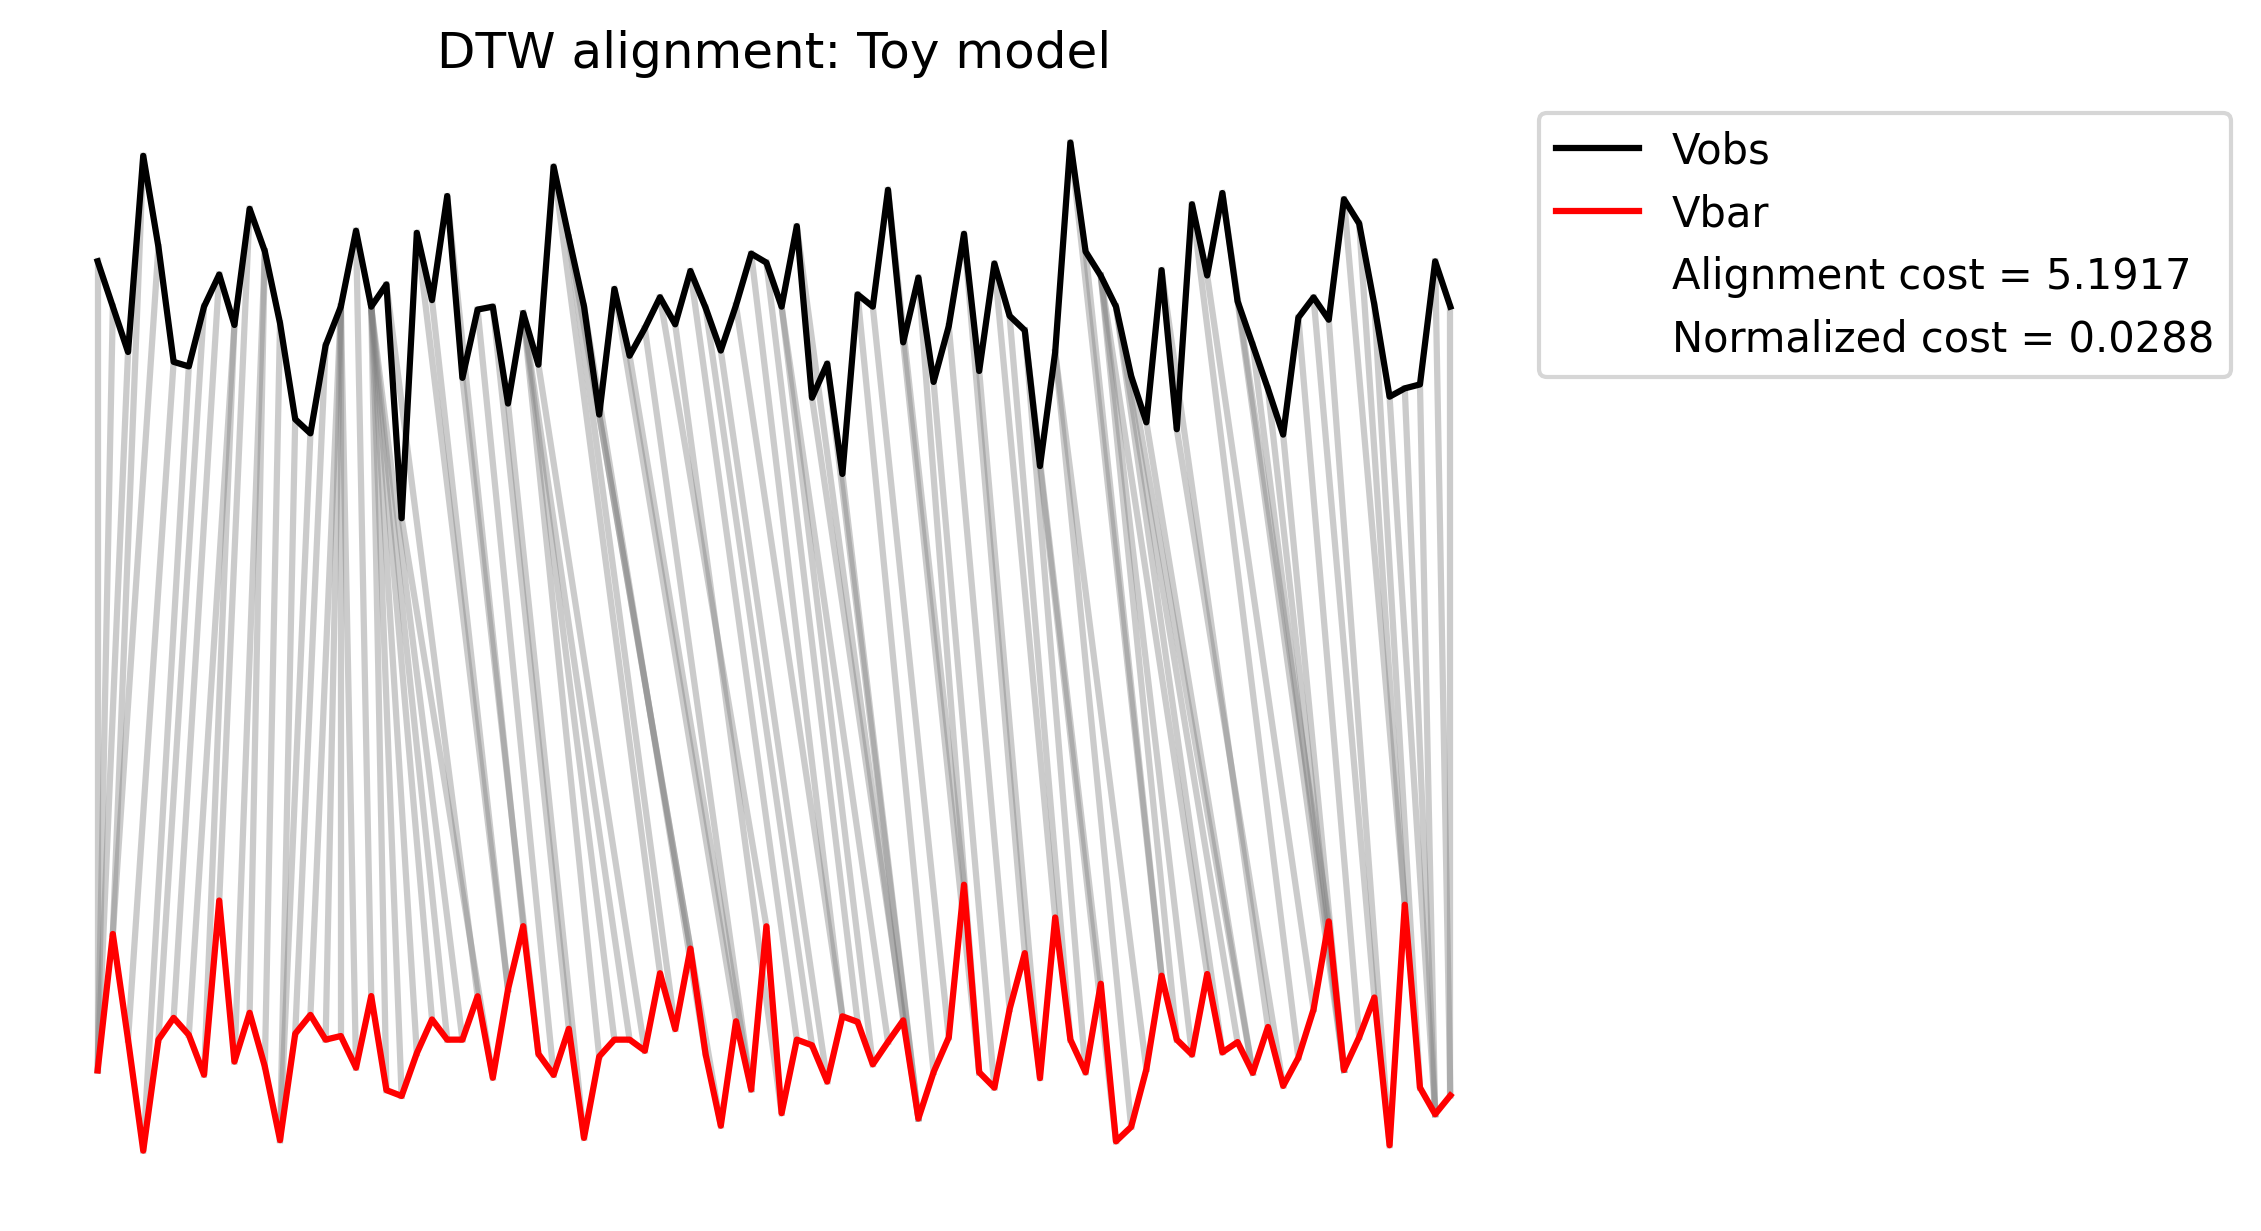 DTW alignment: Toy model
Vobs
Vbar
Alignment cost = 5.1917
Normalized cost = 0.0288